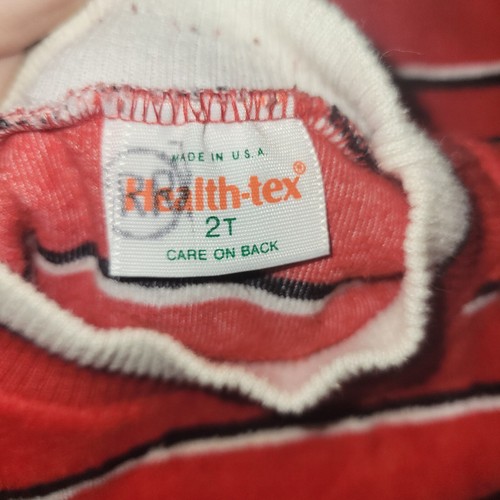 MADE IN U.S.A.
Health-tex®
2T
CARE ON BACK